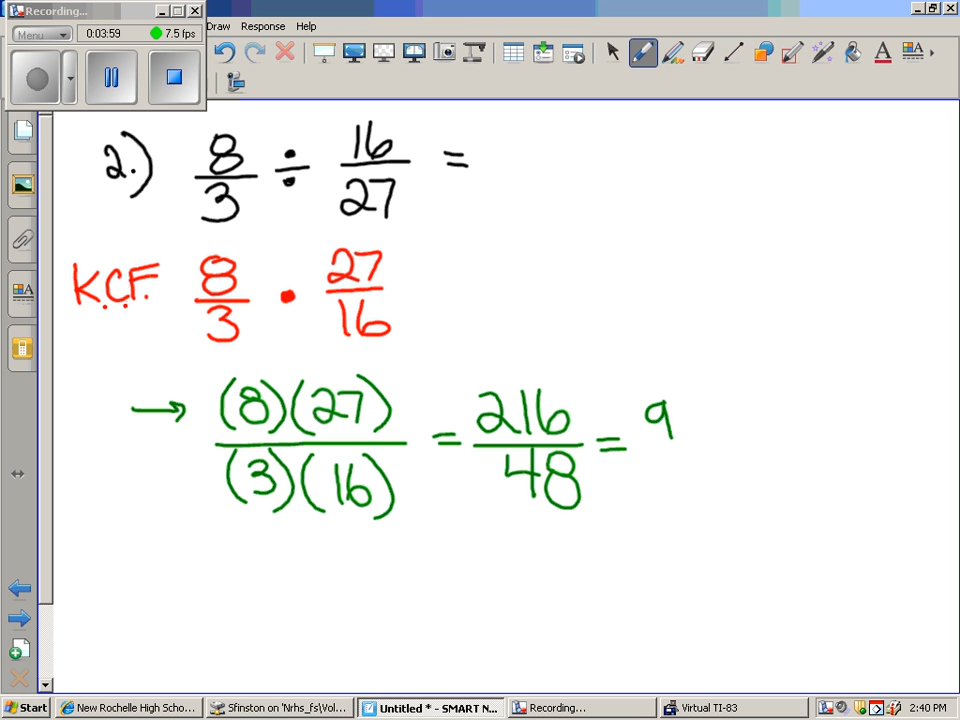 Recording...
Menu
03:59
7.5 fps
Draw Response Help
2.) 8/3 ÷ 16/27 =
K.C.F. 8/3 • 27/16
→ (8)(27)/(3)(16) = 216/48 = 9
Start
New Rochelle High Scho...
Sfinston on 'Nrhs_fs\Vol...
Untitled * - SMART N...
Recording...
Virtual TI-83
2:40 PM